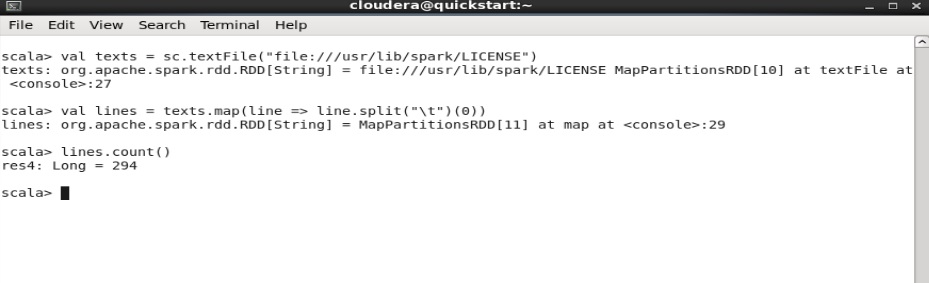 cloudera@quickstart:~
File Edit View Search Terminal Help
scala> val texts = sc.textFile("file:///usr/lib/spark/LICENSE")
texts: org.apache.spark.rdd.RDD[String] = file:///usr/lib/spark/LICENSE MapPartitionsRDD[10] at textFile at
 <console>:27
scala> val lines = texts.map(line => line.split("\t")(0))
lines: org.apache.spark.rdd.RDD[String] = MapPartitionsRDD[11] at map at <console>:29
scala> lines.count()
res4: Long = 294
scala>